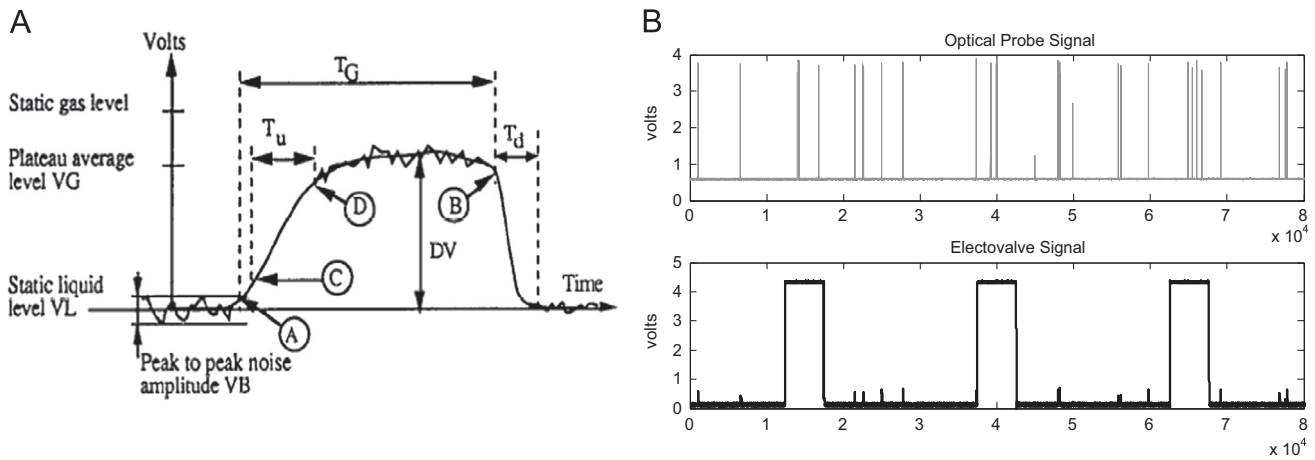 A
Volts
Static gas level
Plateau average
level VG
Static liquid
level VL
Peak to peak noise
amplitude VB
T_G
T_u
T_d
D
B
C
A
DV
Time
B
Optical Probe Signal
volts
4
3
2
1
0
0 1 2 3 4 5 6 7 8
x 10^4
Electovalve Signal
volts
5
4
3
2
1
0
0 1 2 3 4 5 6 7 8
x 10^4